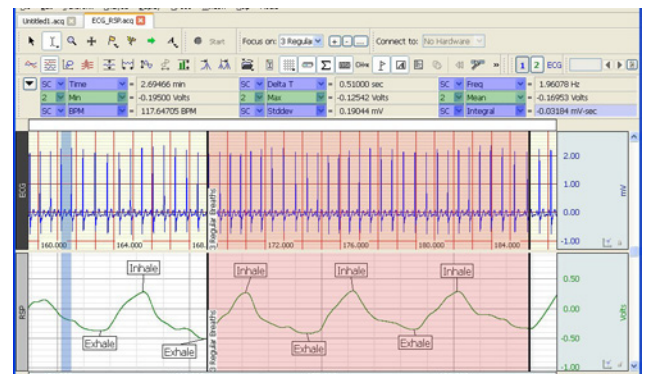 Untitled1.acq ECG_RSP.acq
Start Focus on: 3 Regula Connect to: No Hardware
1 2 ECG
SC Time = 2.69466 min SC Delta T = 0.51000 sec SC Freq = 1.96078 Hz
2 Min = -0.19500 Volts 2 Max = -0.12542 Volts 2 Mean = -0.16953 Volts
SC BPM = 117.64705 BPM SC Stddev = 0.19044 mV SC Integral = -0.03184 mV-sec
ECG
3 Regular Breaths
2.00
1.00
0.00
-1.00
mV
160.000 164.000 168. 172.000 176.000 180.000 184.000
RSP
3 Regular Breaths
Inhale Inhale Inhale Inhale
Exhale Exhale Exhale Exhale
0.50
0.00
-0.50
-1.00
Volts